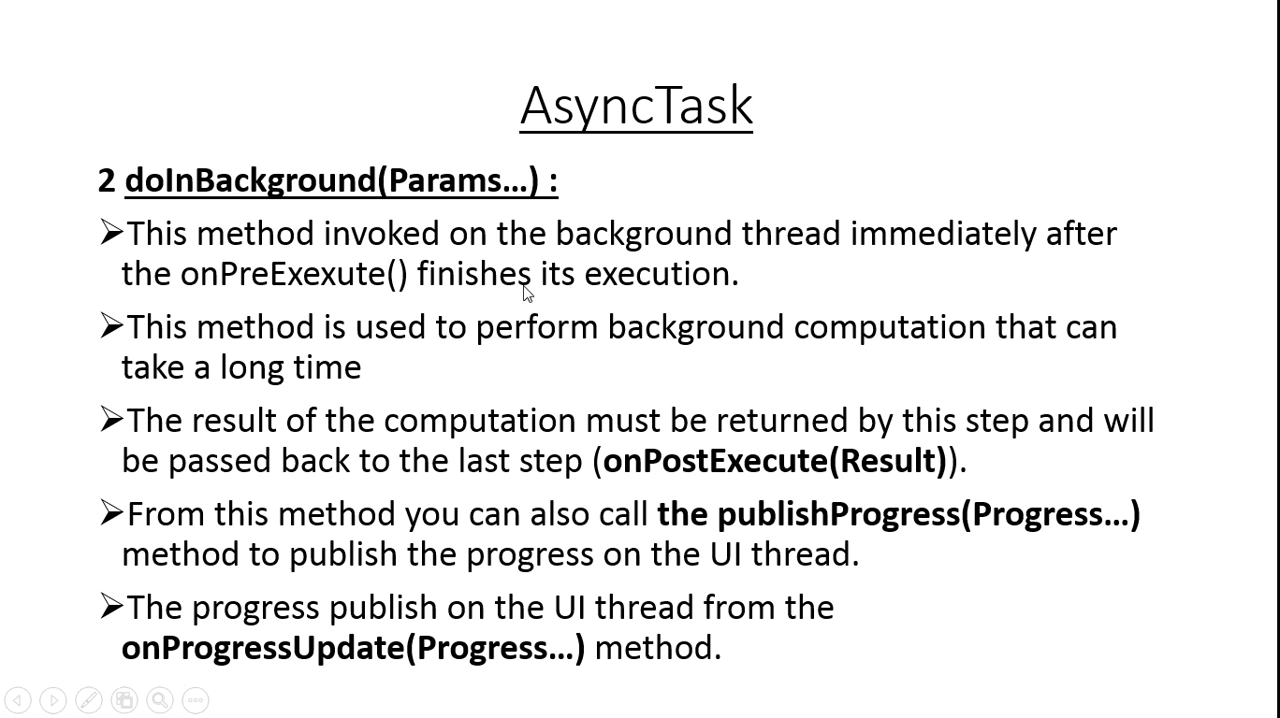 AsyncTask
2 doInBackground(Params...) :
➢This method invoked on the background thread immediately after
the onPreExexute() finishes its execution.
➢This method is used to perform background computation that can
take a long time
➢The result of the computation must be returned by this step and will
be passed back to the last step (onPostExecute(Result)).
➢From this method you can also call the publishProgress(Progress...)
method to publish the progress on the UI thread.
➢The progress publish on the UI thread from the
onProgressUpdate(Progress...) method.